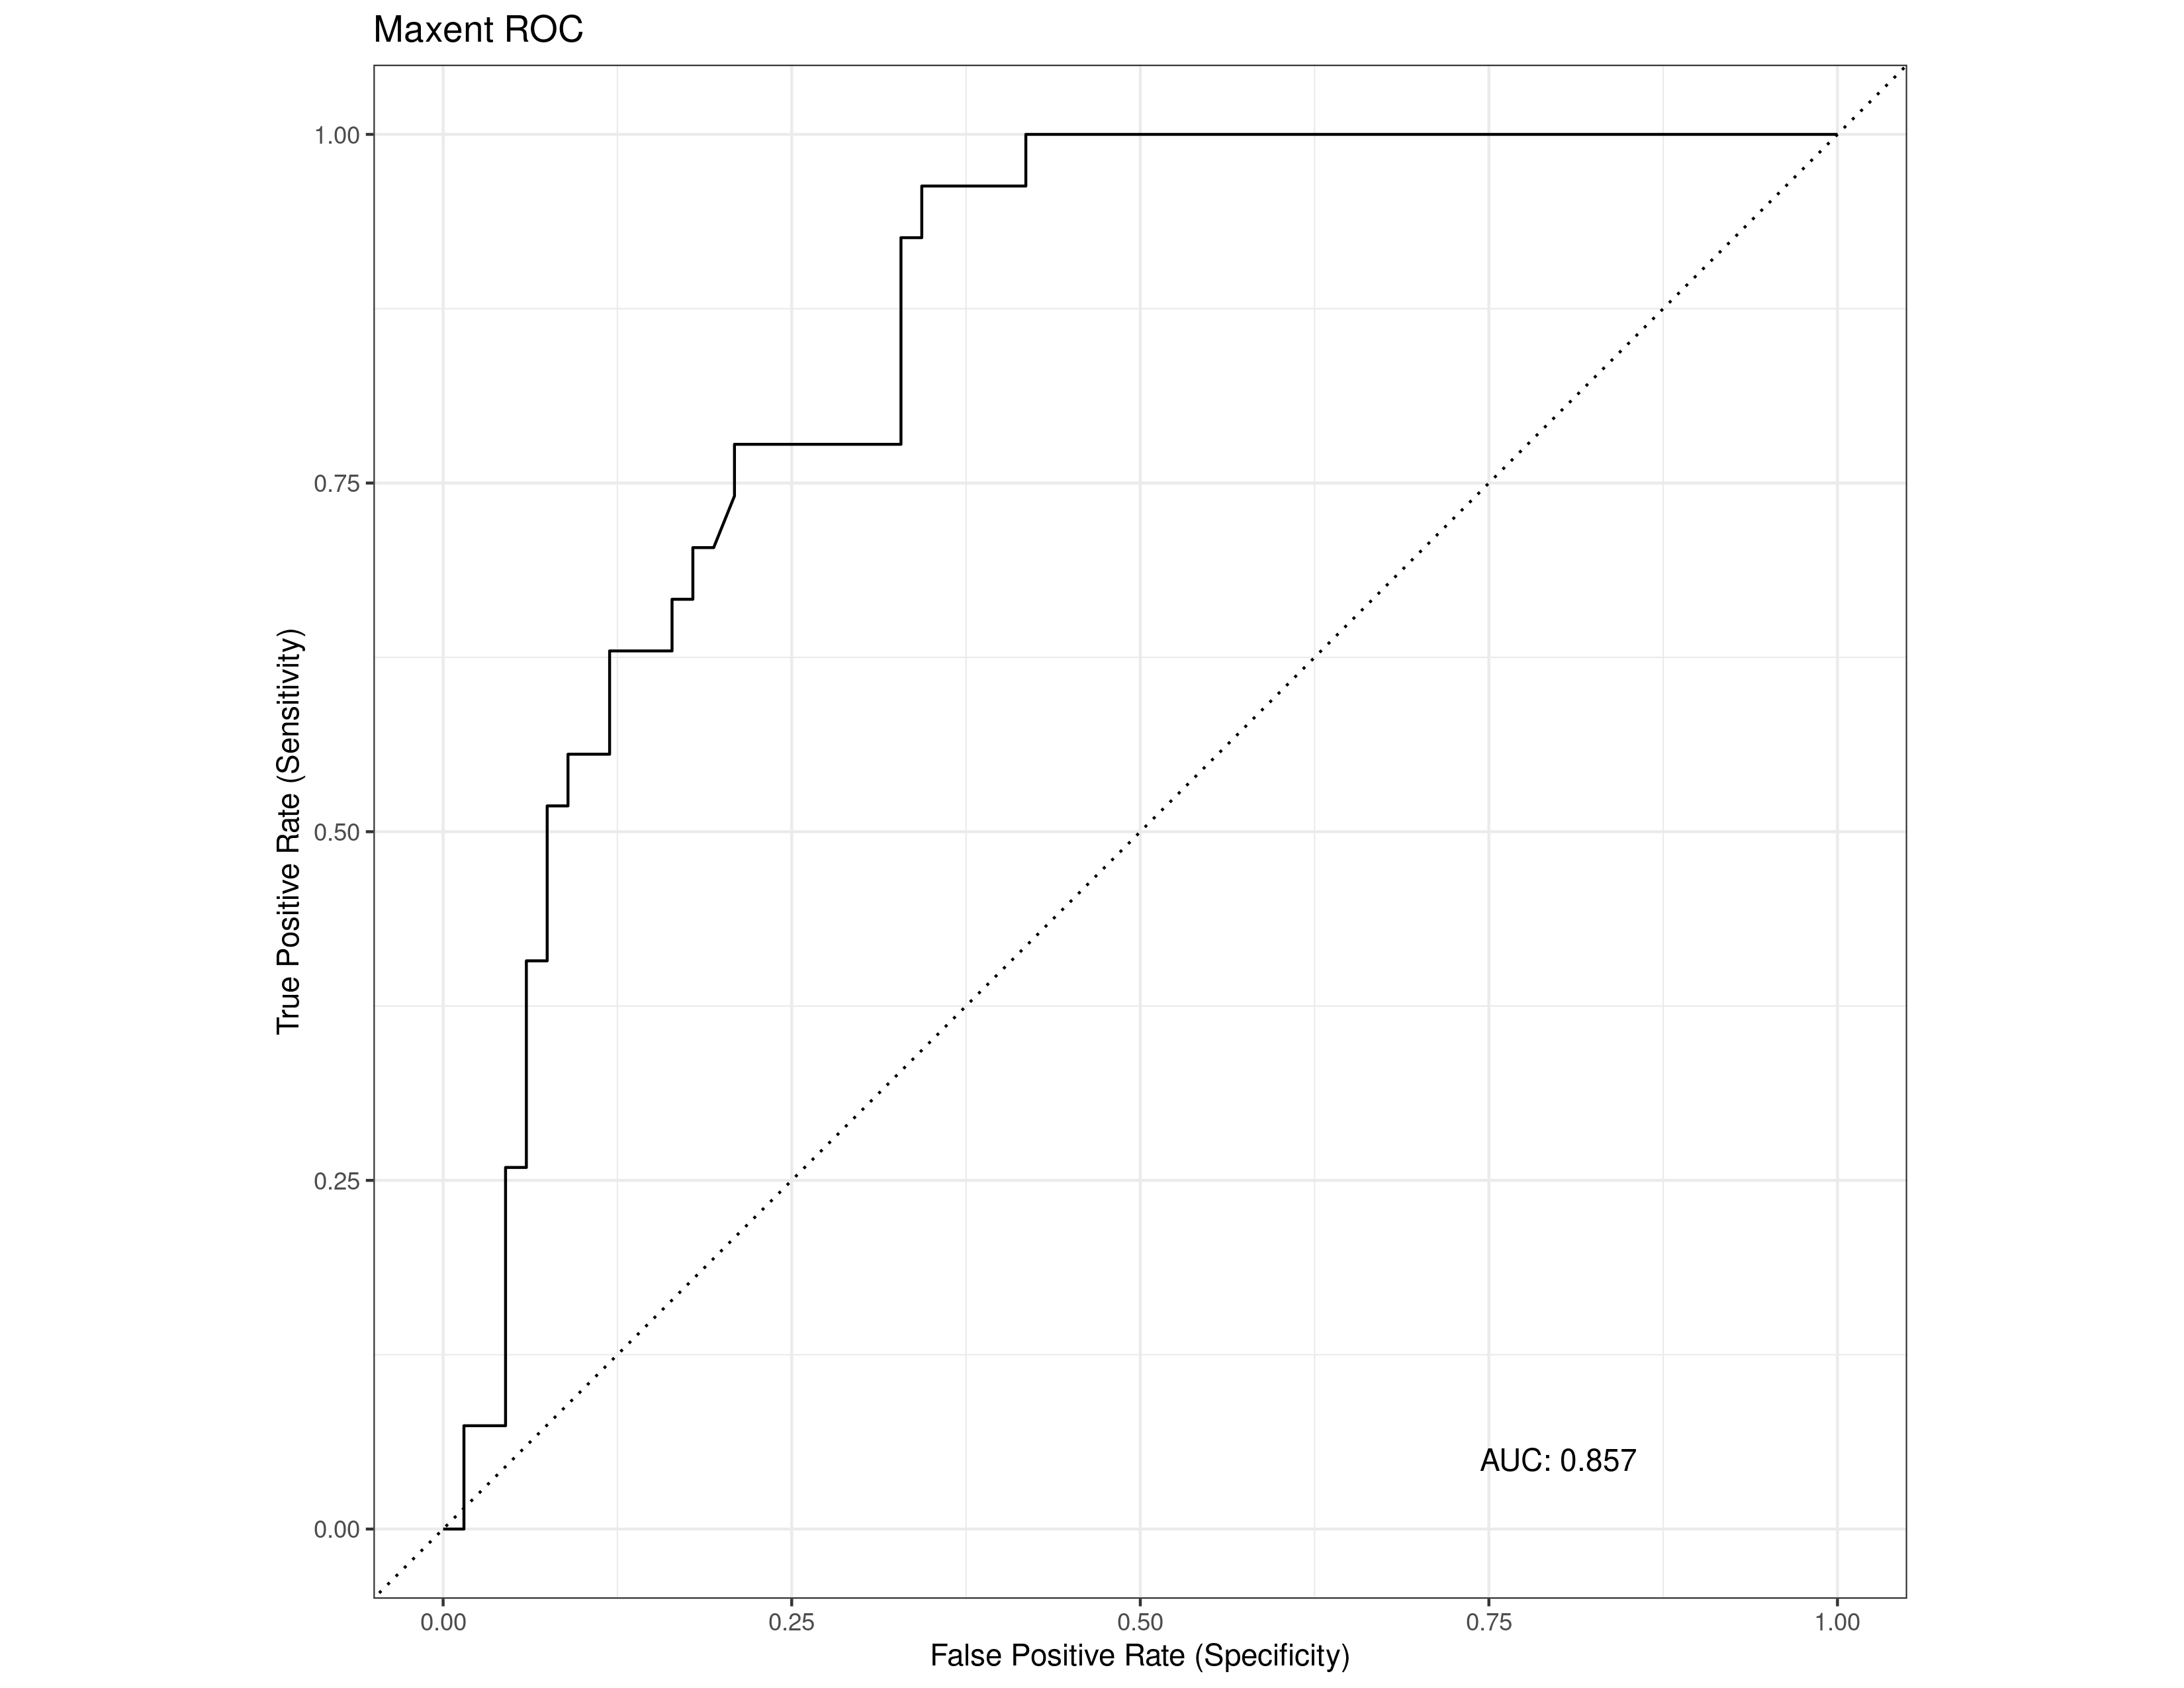 Maxent ROC
True Positive Rate (Sensitivity)
1.00
0.75
0.50
0.25
0.00
AUC: 0.857
0.00 0.25 0.50 0.75 1.00
False Positive Rate (Specificity)